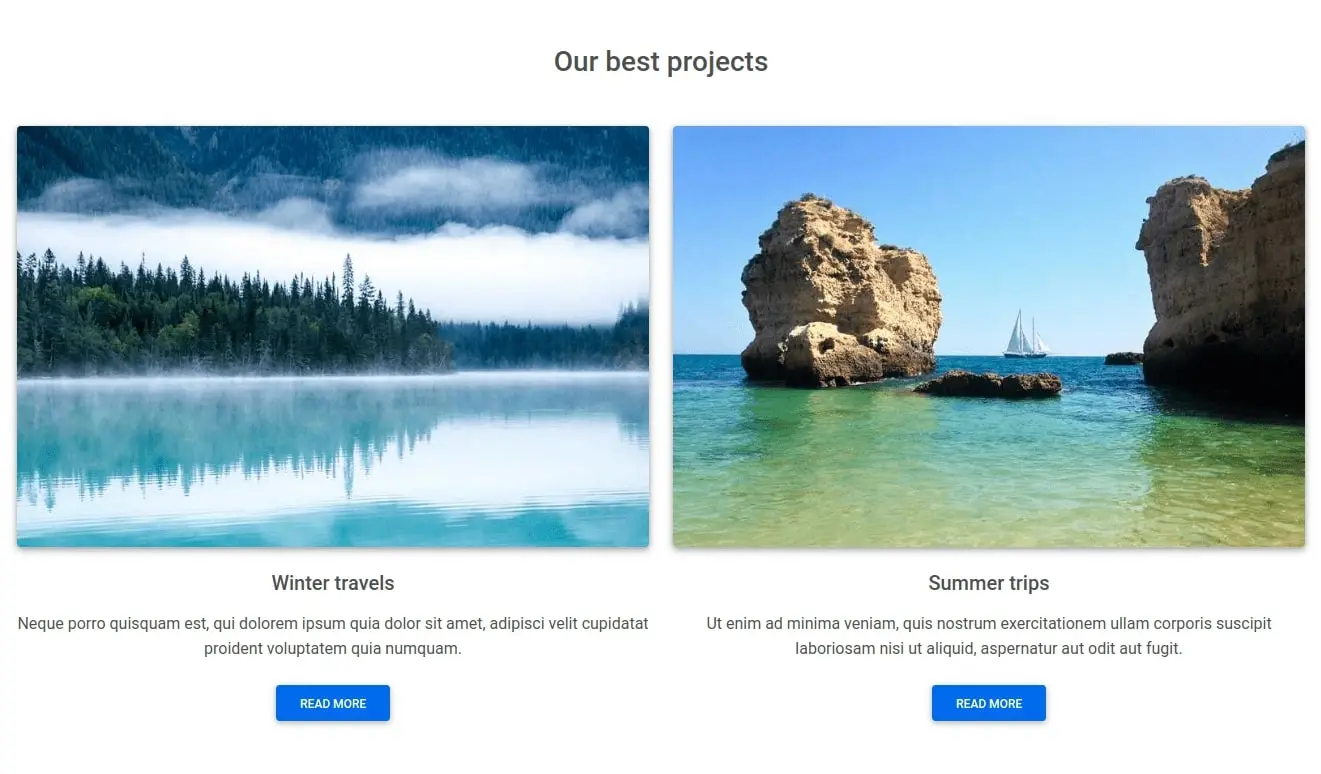 Our best projects
Winter travels
Neque porro quisquam est, qui dolorem ipsum quia dolor sit amet, adipisci velit cupidatat
proident voluptatem quia numquam.
READ MORE
Summer trips
Ut enim ad minima veniam, quis nostrum exercitationem ullam corporis suscipit
laboriosam nisi ut aliquid, aspernatur aut odit aut fugit.
READ MORE